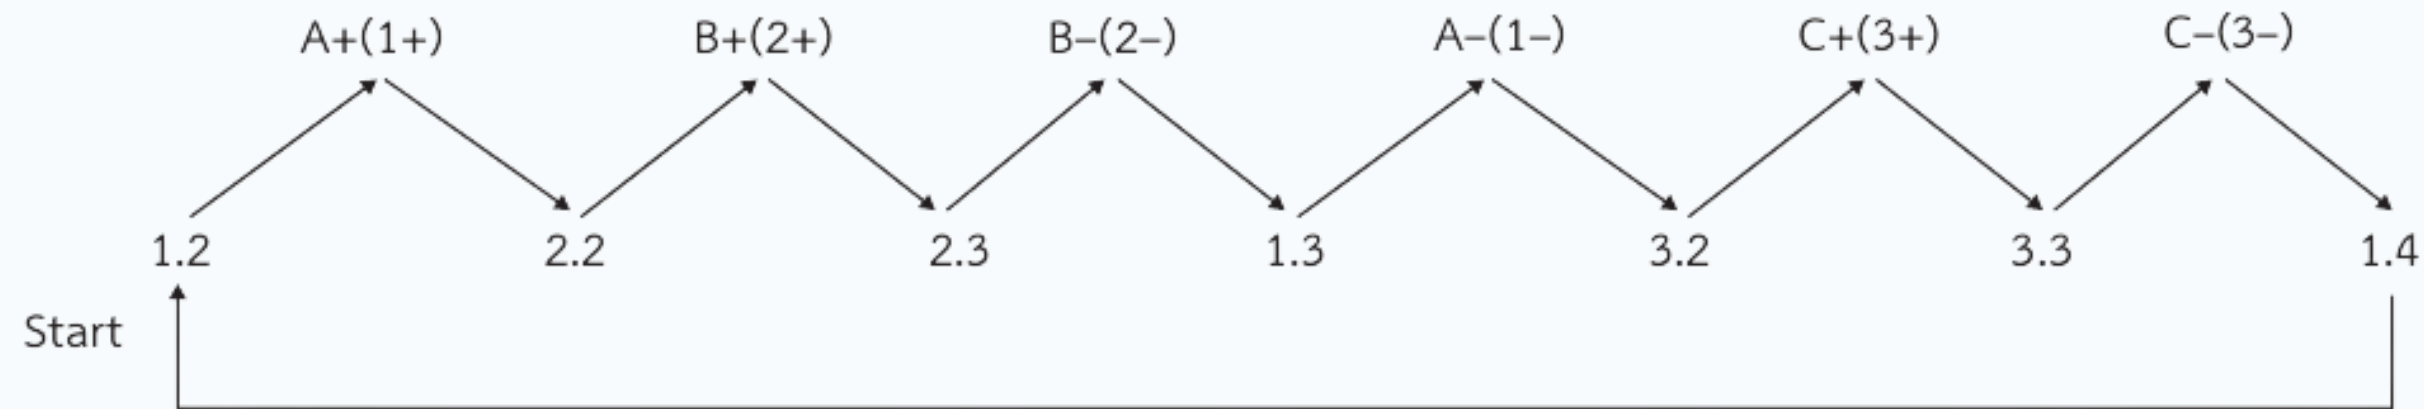 A+(1+) B+(2+) B–(2–) A–(1–) C+(3+) C–(3–)
1.2 2.2 2.3 1.3 3.2 3.3 1.4
Start